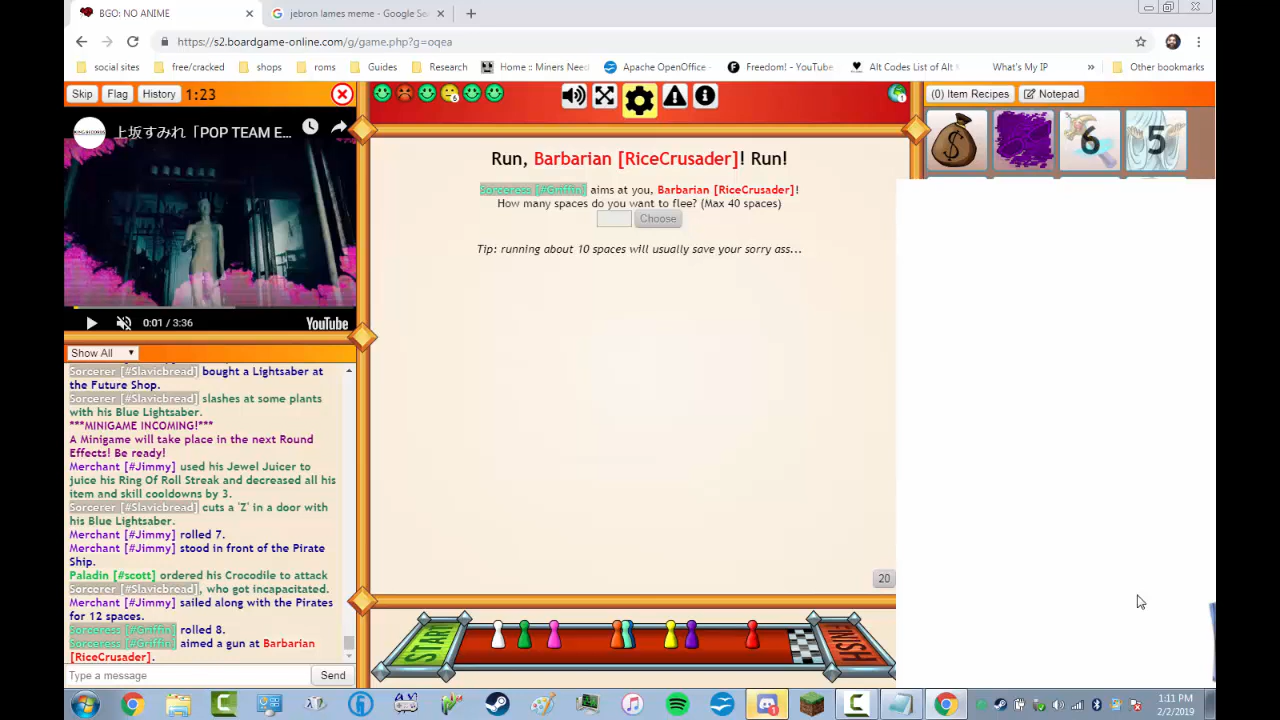 BGO: NO ANIME
jebron lames meme - Google Se
https://s2.boardgame-online.com/g/game.php?g=oqea
social sites
free/cracked
shops
roms
Guides
Research
Home :: Miners Need
Apache OpenOffice -
Freedom! - YouTube
Alt Codes List of Alt
What's My IP
»
Other bookmarks
Skip
Flag
History
1:23
(0) Item Recipes
Notepad
上坂すみれ「POP TEAM E...
0:01 / 3:36
YouTube
6
5
Run, Barbarian [RiceCrusader]! Run!
Sorceress [#Griffin] aims at you, Barbarian [RiceCrusader]!
How many spaces do you want to flee? (Max 40 spaces)
Choose
Tip: running about 10 spaces will usually save your sorry ass...
Show All
Sorcerer [#Slavicbread] bought a Lightsaber at
the Future Shop.
Sorcerer [#Slavicbread] slashes at some plants
with his Blue Lightsaber.
***MINIGAME INCOMING!***
A Minigame will take place in the next Round
Effects! Be ready!
Merchant [#Jimmy] used his Jewel Juicer to
juice his Ring Of Roll Streak and decreased all his
item and skill cooldowns by 3.
Sorcerer [#Slavicbread] cuts a 'Z' in a door with
his Blue Lightsaber.
Merchant [#Jimmy] rolled 7.
Merchant [#Jimmy] stood in front of the Pirate
Ship.
Paladin [#scott] ordered his Crocodile to attack
Sorcerer [#Slavicbread], who got incapacitated.
Merchant [#Jimmy] sailed along with the Pirates
for 12 spaces.
Sorceress [#Griffin] rolled 8.
Sorceress [#Griffin] aimed a gun at Barbarian
[RiceCrusader].
Type a message
Send
20
START
FINISH
1:11 PM
2/2/2019